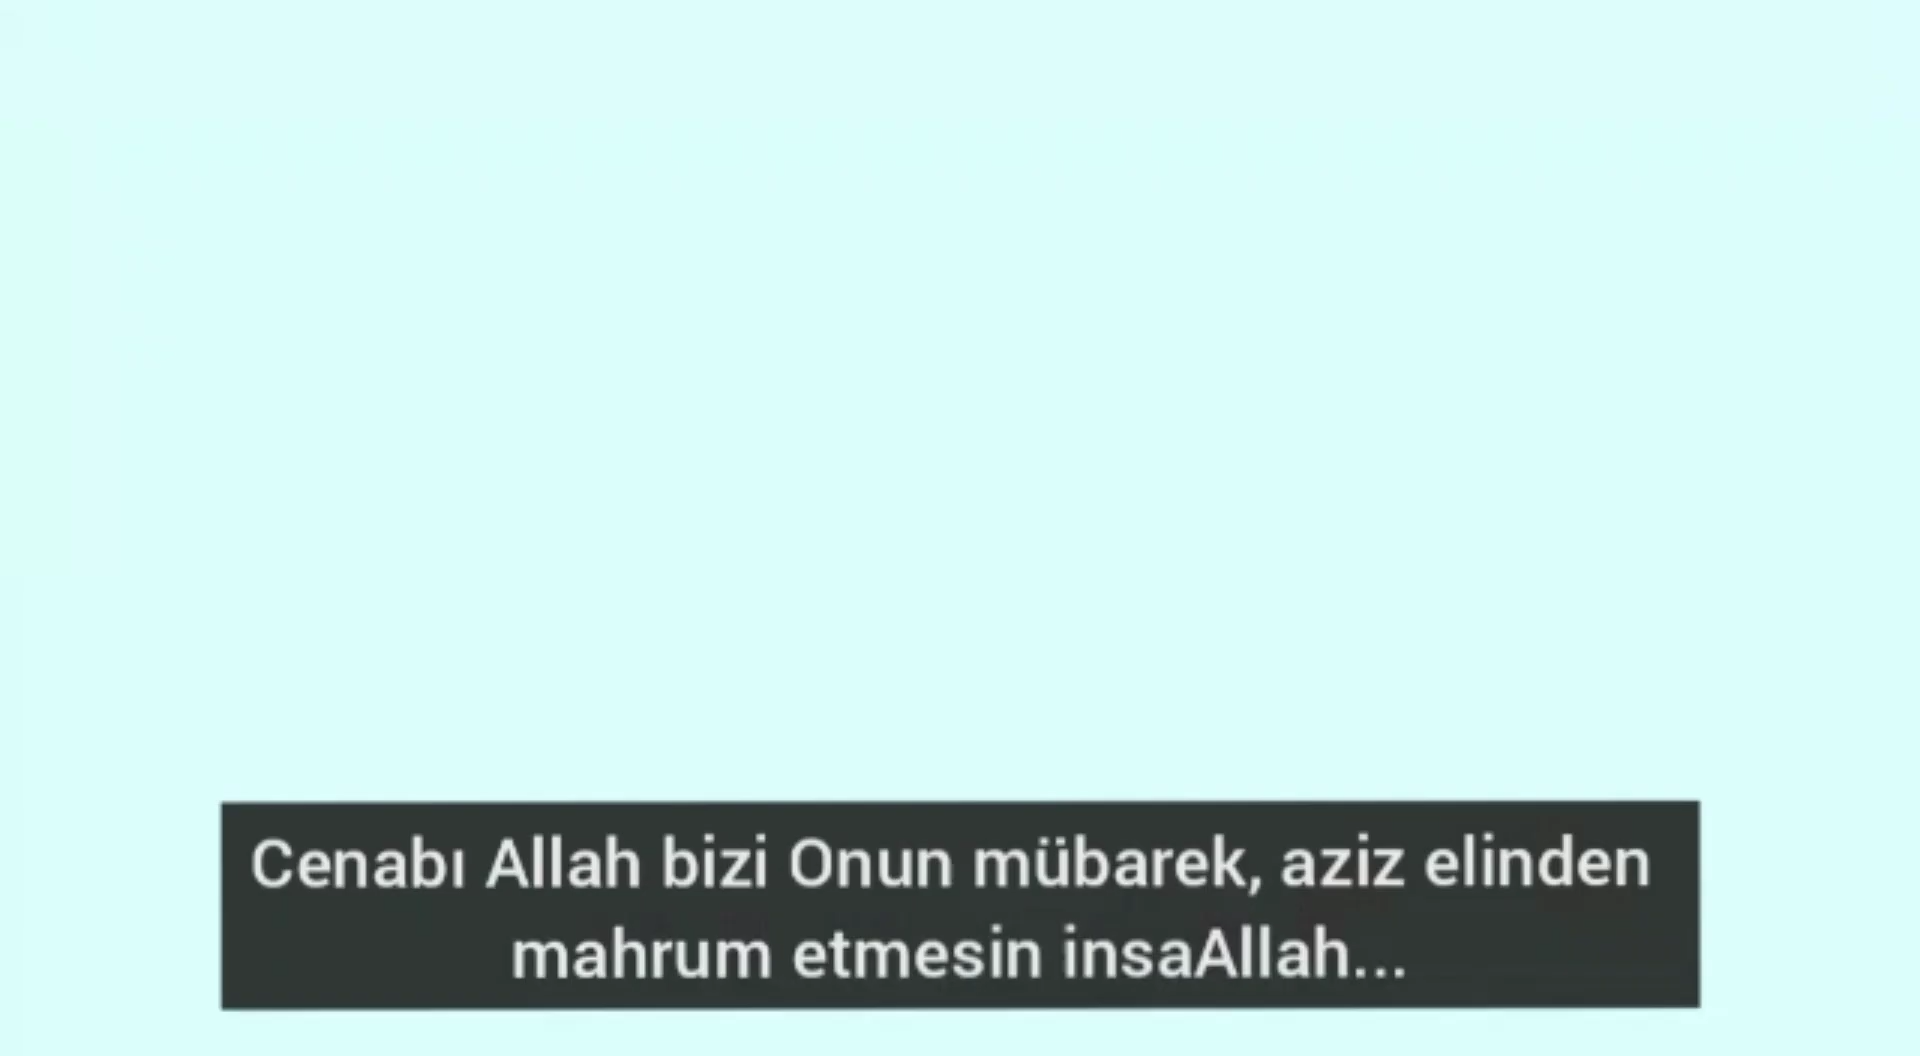 Cenabı Allah bizi Onun mübarek, aziz elinden
mahrum etmesin insaAllah...